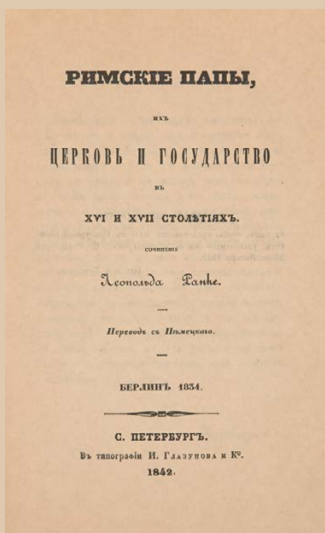 РИМСКІЕ ПАПЫ,
ИХЪ
ЦЕРКОВЬ И ГОСУДАРСТВО
ВЪ
XVI И XVII СТОЛѢТІЯХЪ.
СОЧИНЕНІЕ
Леопольда Ранке.
Переводъ съ Нѣмецкаго.
БЕРЛИНЪ 1834.
С. ПЕТЕРБУРГЪ.
Въ типографіи И. Глазунова и Кº.
1842.